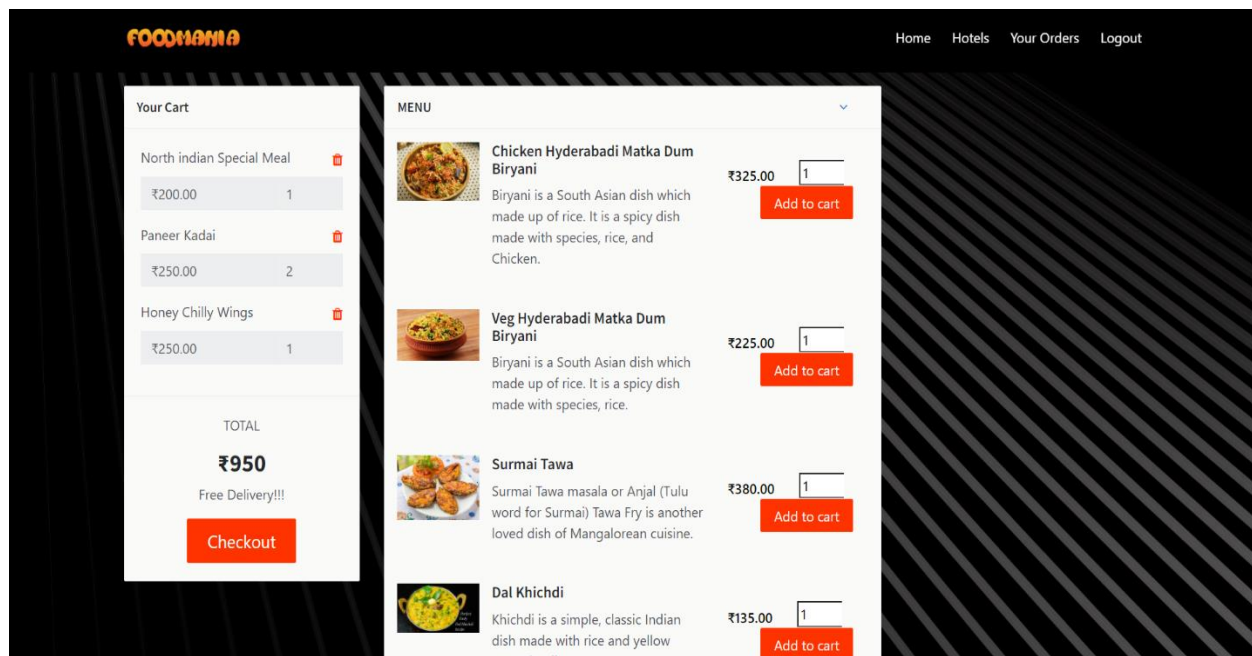 FOODMANIA
Home Hotels Your Orders Logout
Your Cart
North indian Special Meal
₹200.00 1
Paneer Kadai
₹250.00 2
Honey Chilly Wings
₹250.00 1
TOTAL
₹950
Free Delivery!!!
Checkout
MENU
Chicken Hyderabadi Matka Dum
Biryani
Biryani is a South Asian dish which
made up of rice. It is a spicy dish
made with species, rice, and
Chicken.
₹325.00 1
Add to cart
Veg Hyderabadi Matka Dum
Biryani
Biryani is a South Asian dish which
made up of rice. It is a spicy dish
made with species, rice.
₹225.00 1
Add to cart
Surmai Tawa
Surmai Tawa masala or Anjal (Tulu
word for Surmai) Tawa Fry is another
loved dish of Mangalorean cuisine.
₹380.00 1
Add to cart
Dal Khichdi
Khichdi is a simple, classic Indian
dish made with rice and yellow
₹135.00 1
Add to cart